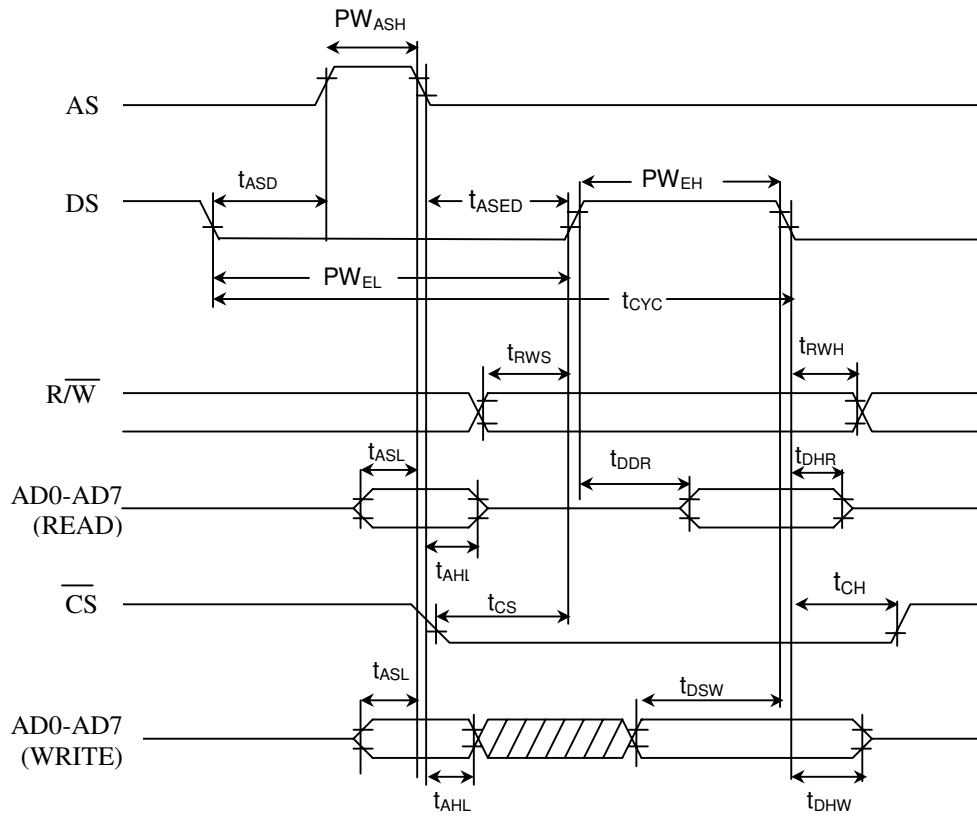 PWASH
AS
tASD
DS
tASED
PWEH
PWEL
tCYC
tRWS
tRWH
R/W̅
tASL
tDDR
tDHR
AD0-AD7
(READ)
tAHL
C̅S̅
tCS
tCH
tASL
tDSW
AD0-AD7
(WRITE)
tAHL
tDHW